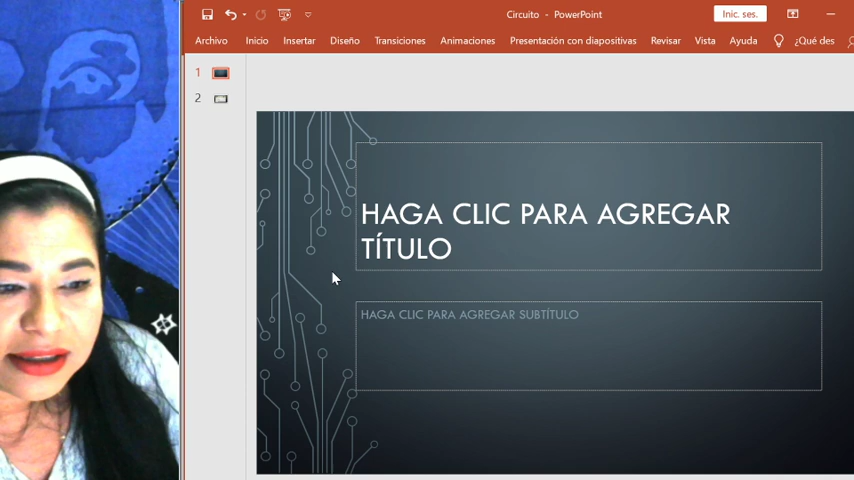 Circuito - PowerPoint
Inic. ses.
Archivo Inicio Insertar Diseño Transiciones Animaciones Presentación con diapositivas Revisar Vista Ayuda ¿Qué des
1
2
HAGA CLIC PARA AGREGAR
TÍTULO
HAGA CLIC PARA AGREGAR SUBTÍTULO